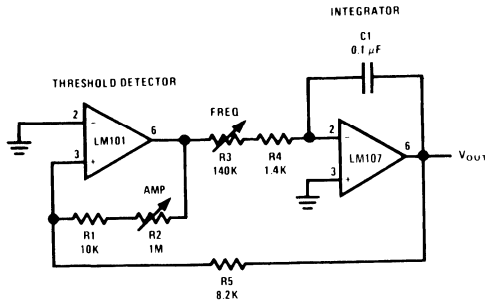 INTEGRATOR
C1
0.1 μF
THRESHOLD DETECTOR
FREQ
2
−
LM101
6
3
+
R3
140K
R4
1.4K
2
−
LM107
6
3
+
VOUT
AMP
R1
10K
R2
1M
R5
8.2K